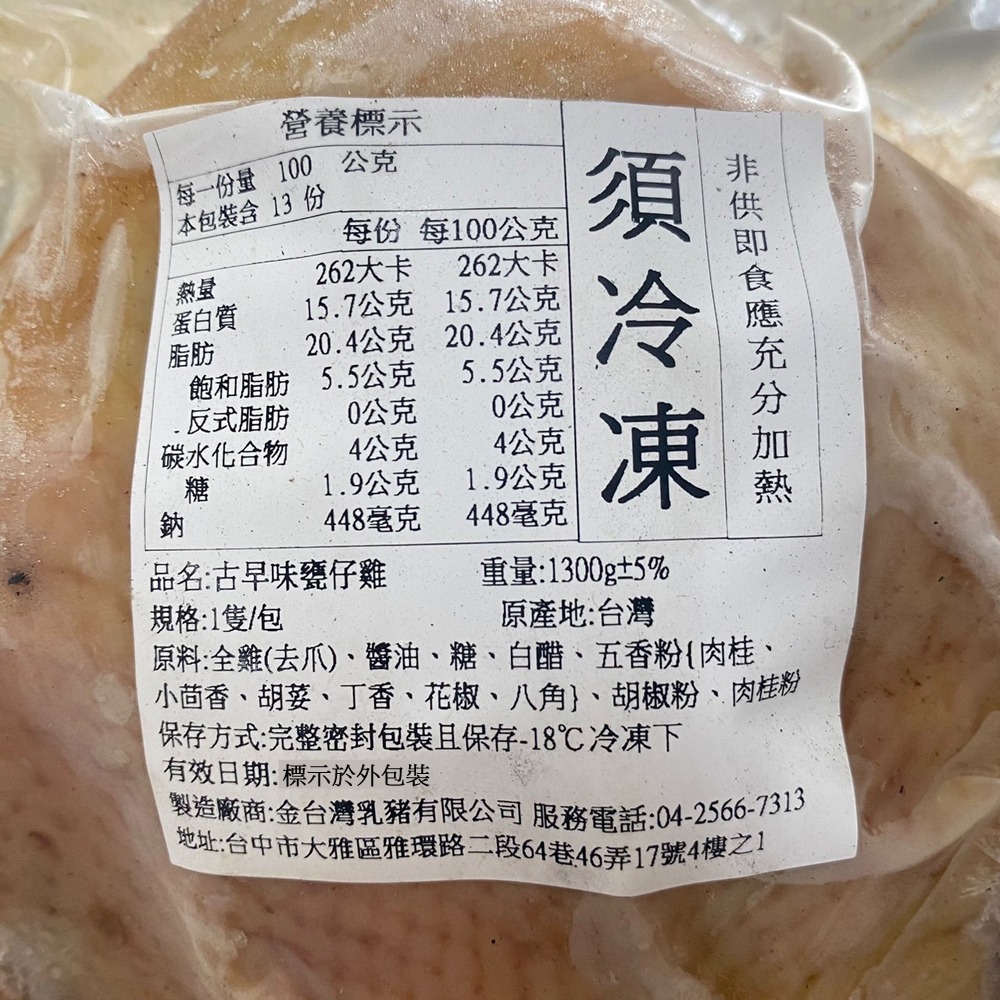 營養標示
每一份量 100 公克
本包裝含 13 份
每份 每100公克
熱量 262大卡 262大卡
蛋白質 15.7公克 15.7公克
脂肪 20.4公克 20.4公克
飽和脂肪 5.5公克 5.5公克
反式脂肪 0公克 0公克
碳水化合物 4公克 4公克
糖 1.9公克 1.9公克
鈉 448毫克 448毫克
須冷凍
非供即食應充分加熱
品名:古早味甕仔雞 重量:1300g±5%
規格:1隻/包 原產地:台灣
原料:全雞(去爪)、醬油、糖、白醋、五香粉{肉桂、
小茴香、胡荽、丁香、花椒、八角}、胡椒粉、肉桂粉
保存方式:完整密封包裝且保存-18℃冷凍下
有效日期:標示於外包裝
製造廠商:金台灣乳豬有限公司 服務電話:04-2566-7313
地址:台中市大雅區雅環路二段64巷46弄17號4樓之1